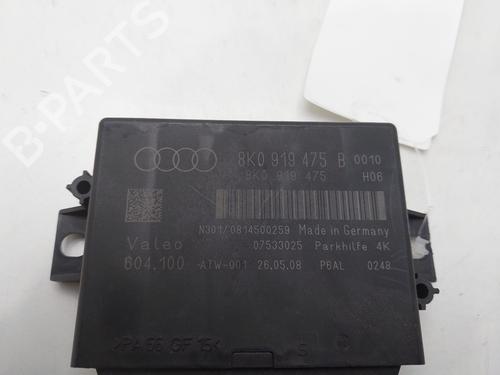 B-PARTS
8K0 919 475 B 0010
8K0 919 475 H06
N301/0814500259 Made in Germany
Valeo 07533025 Parkhilfe 4K
604.100 -ATW-001 26.05.08 P6AL 0248
>PA 66 GF 15<